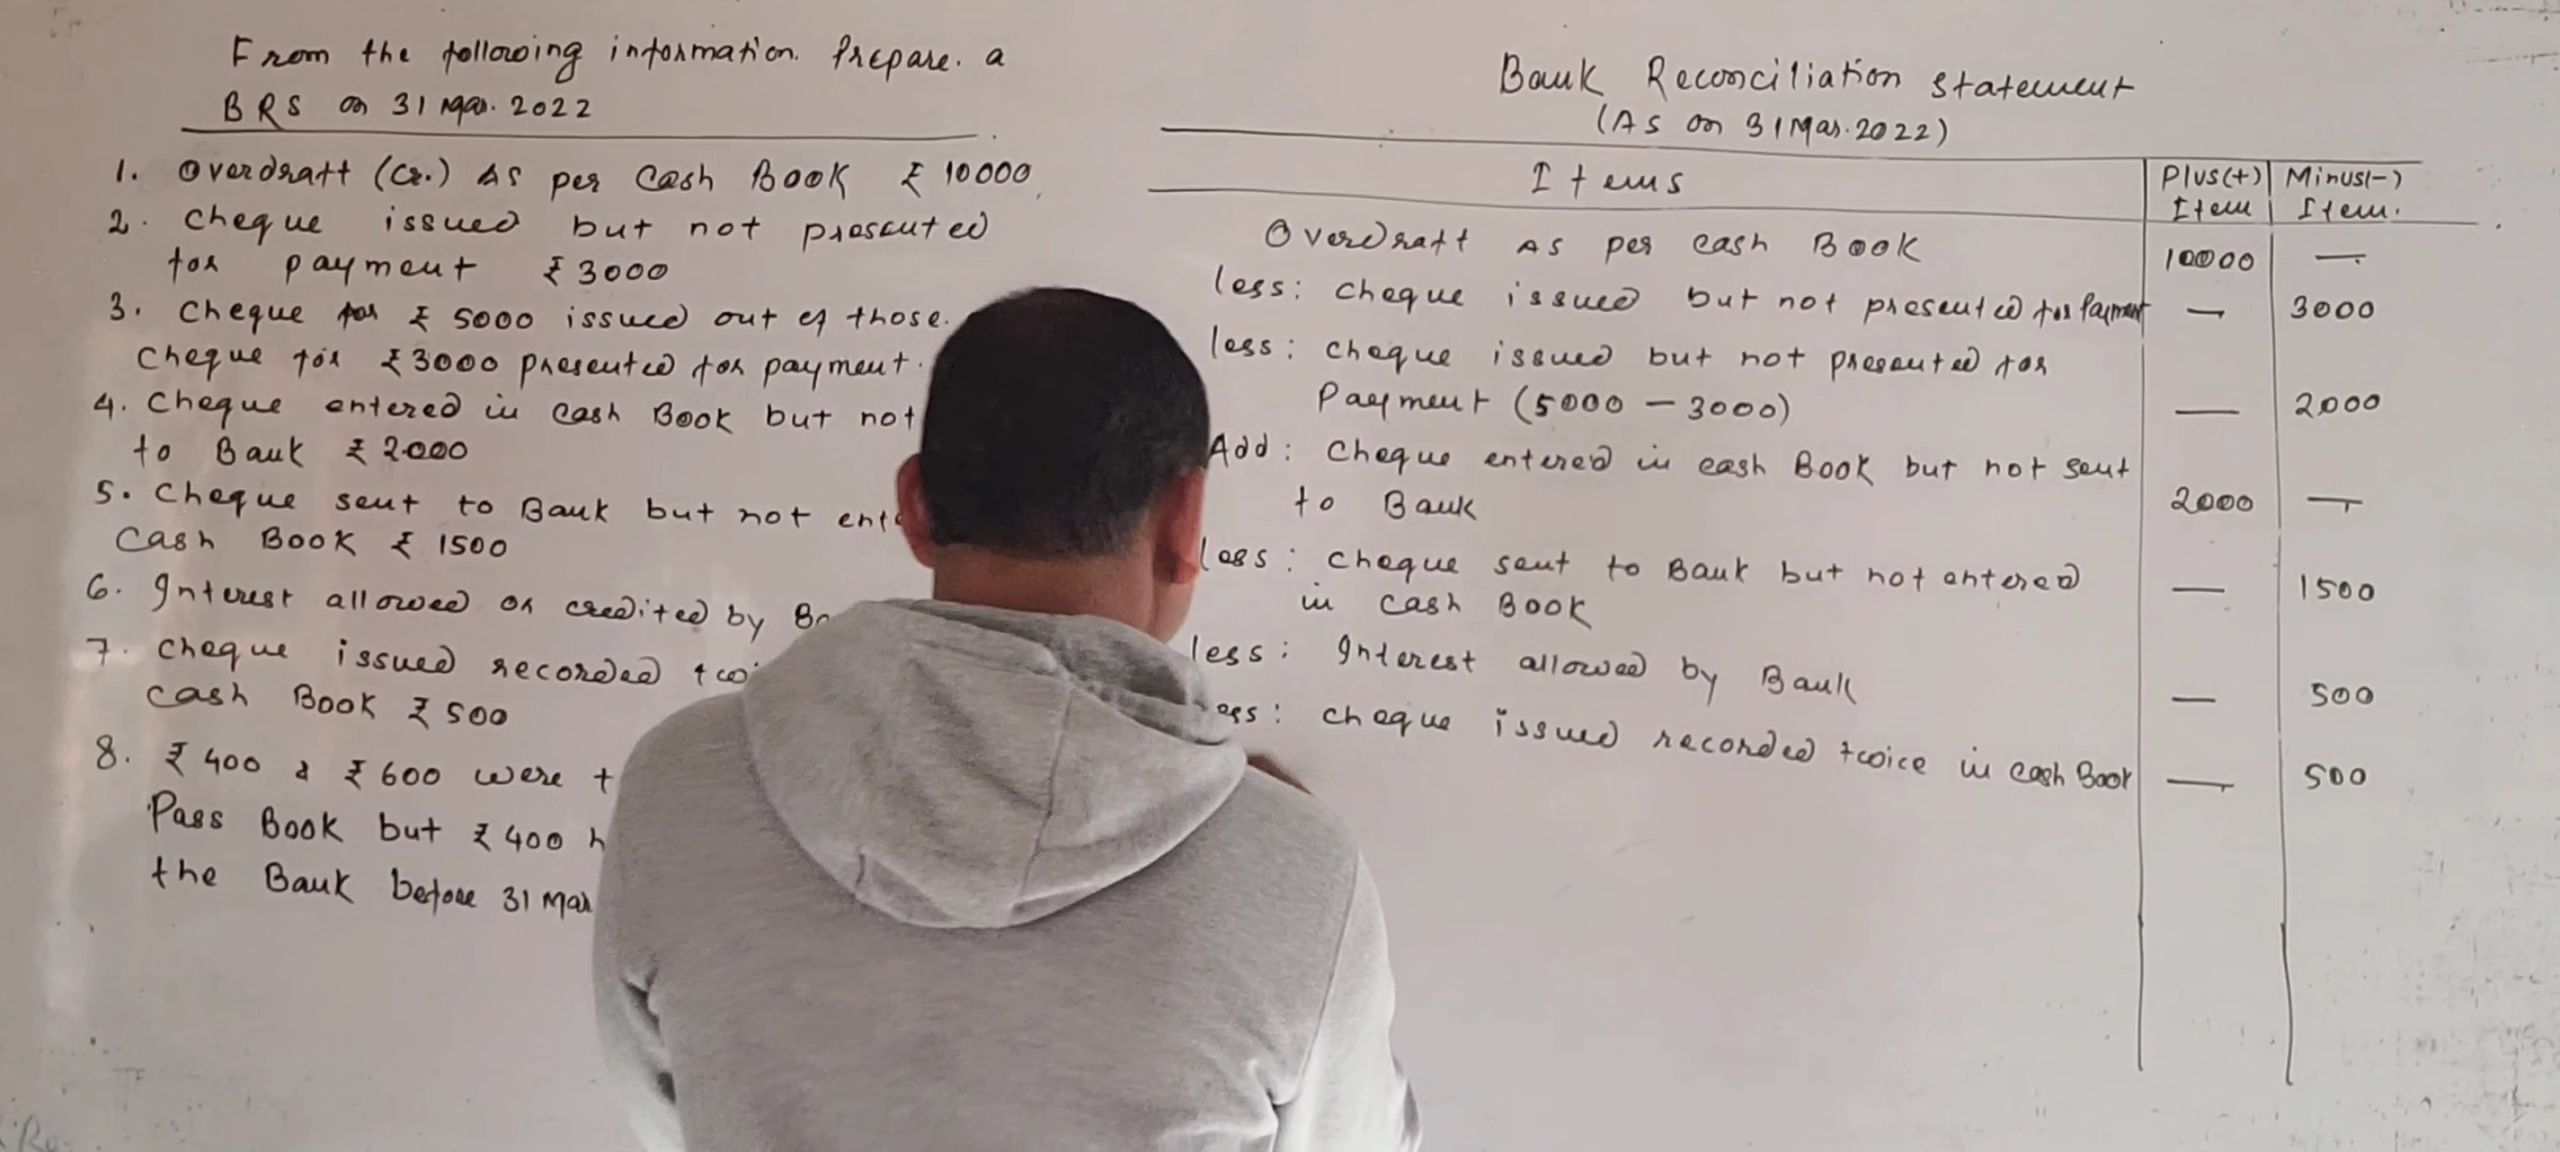 From the following information. Prepare. a
BRS on 31 Mar. 2022
1. Overdraft (Cr.) As per Cash Book ₹ 10000
2. Cheque issued but not presented
for payment ₹ 3000
3. Cheque for ₹ 5000 issued out of those.
Cheque for ₹3000 presented for payment.
4. Cheque entered in Cash Book but not
to Bank ₹ 2000
5. Cheque sent to Bank but not
Cash Book ₹ 1500
6. Interest allowed or credited by
7. Cheque issued recorded
Cash Book ₹ 500
8. ₹ 400 & ₹ 600 were
Pass Book but ₹ 400
the Bank before 31 Mar
Bank Reconciliation Statement
(As on 31 Mar. 2022)
Items Plus(+) Item Minus(-) Item.
Overdraft As per Cash Book 10000 —
less: Cheque issued but not presented for Payment — 3000
less: Cheque issued but not presented for
Payment (5000 — 3000) — 2000
Add: Cheque entered in Cash Book but not sent
to Bank 2000 —
less: Cheque sent to Bank but not entered
in Cash Book — 1500
less: Interest allowed by Bank — 500
Cheque issued recorded twice in Cash Book — 500